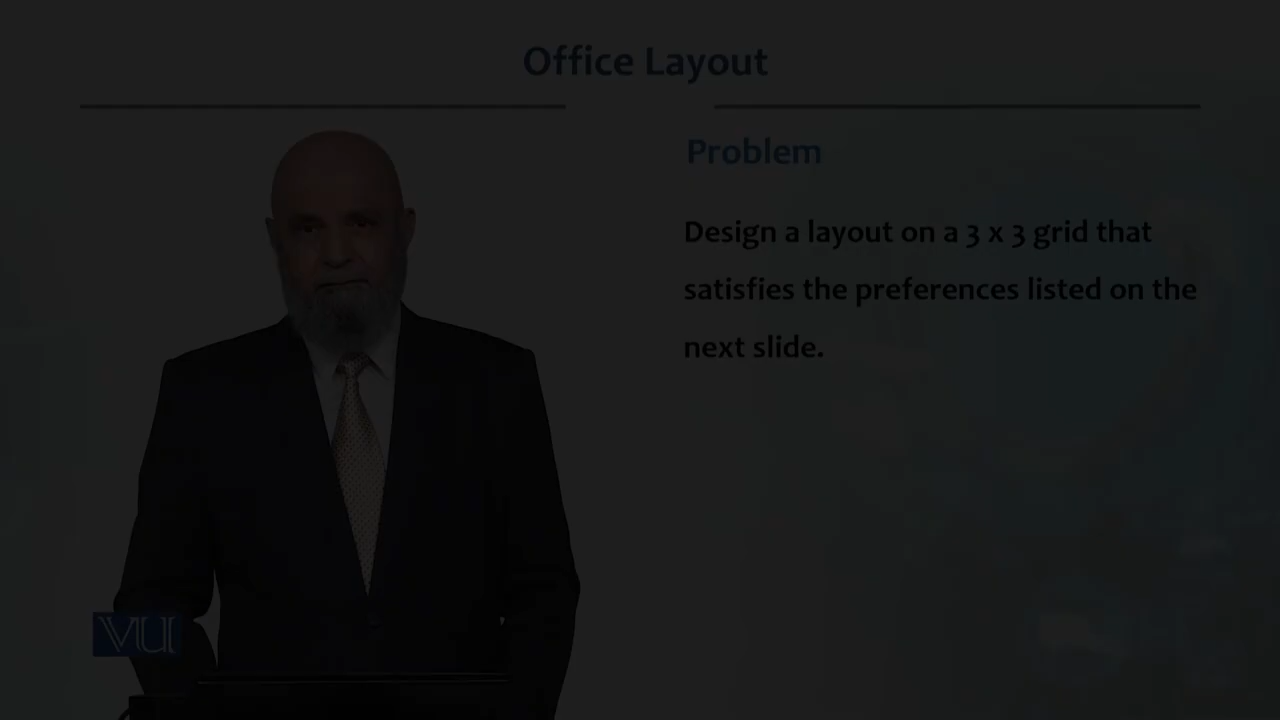 Office Layout
Problem
Design a layout on a 3 x 3 grid that
satisfies the preferences listed on the
next slide.
VU